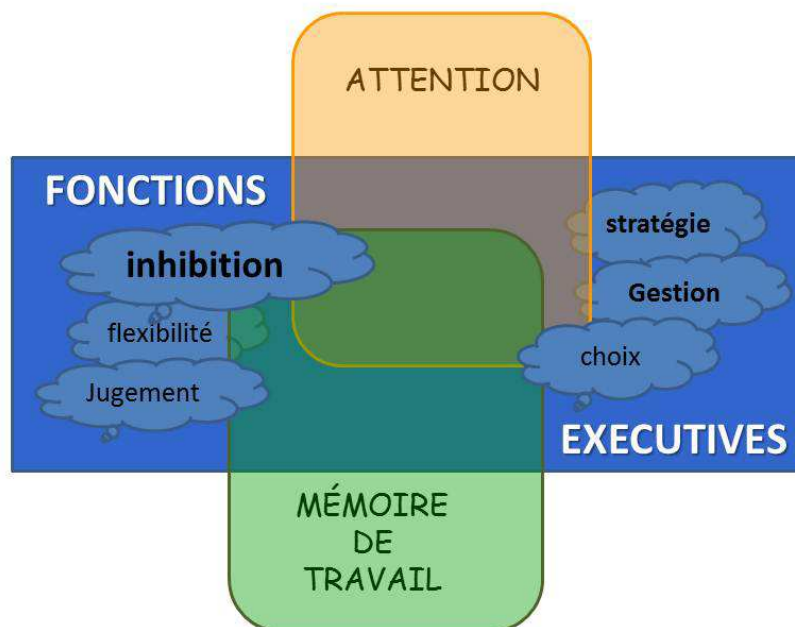 ATTENTION
FONCTIONS
inhibition
flexibilité
Jugement
stratégie
Gestion
choix
EXECUTIVES
MÉMOIRE
DE
TRAVAIL